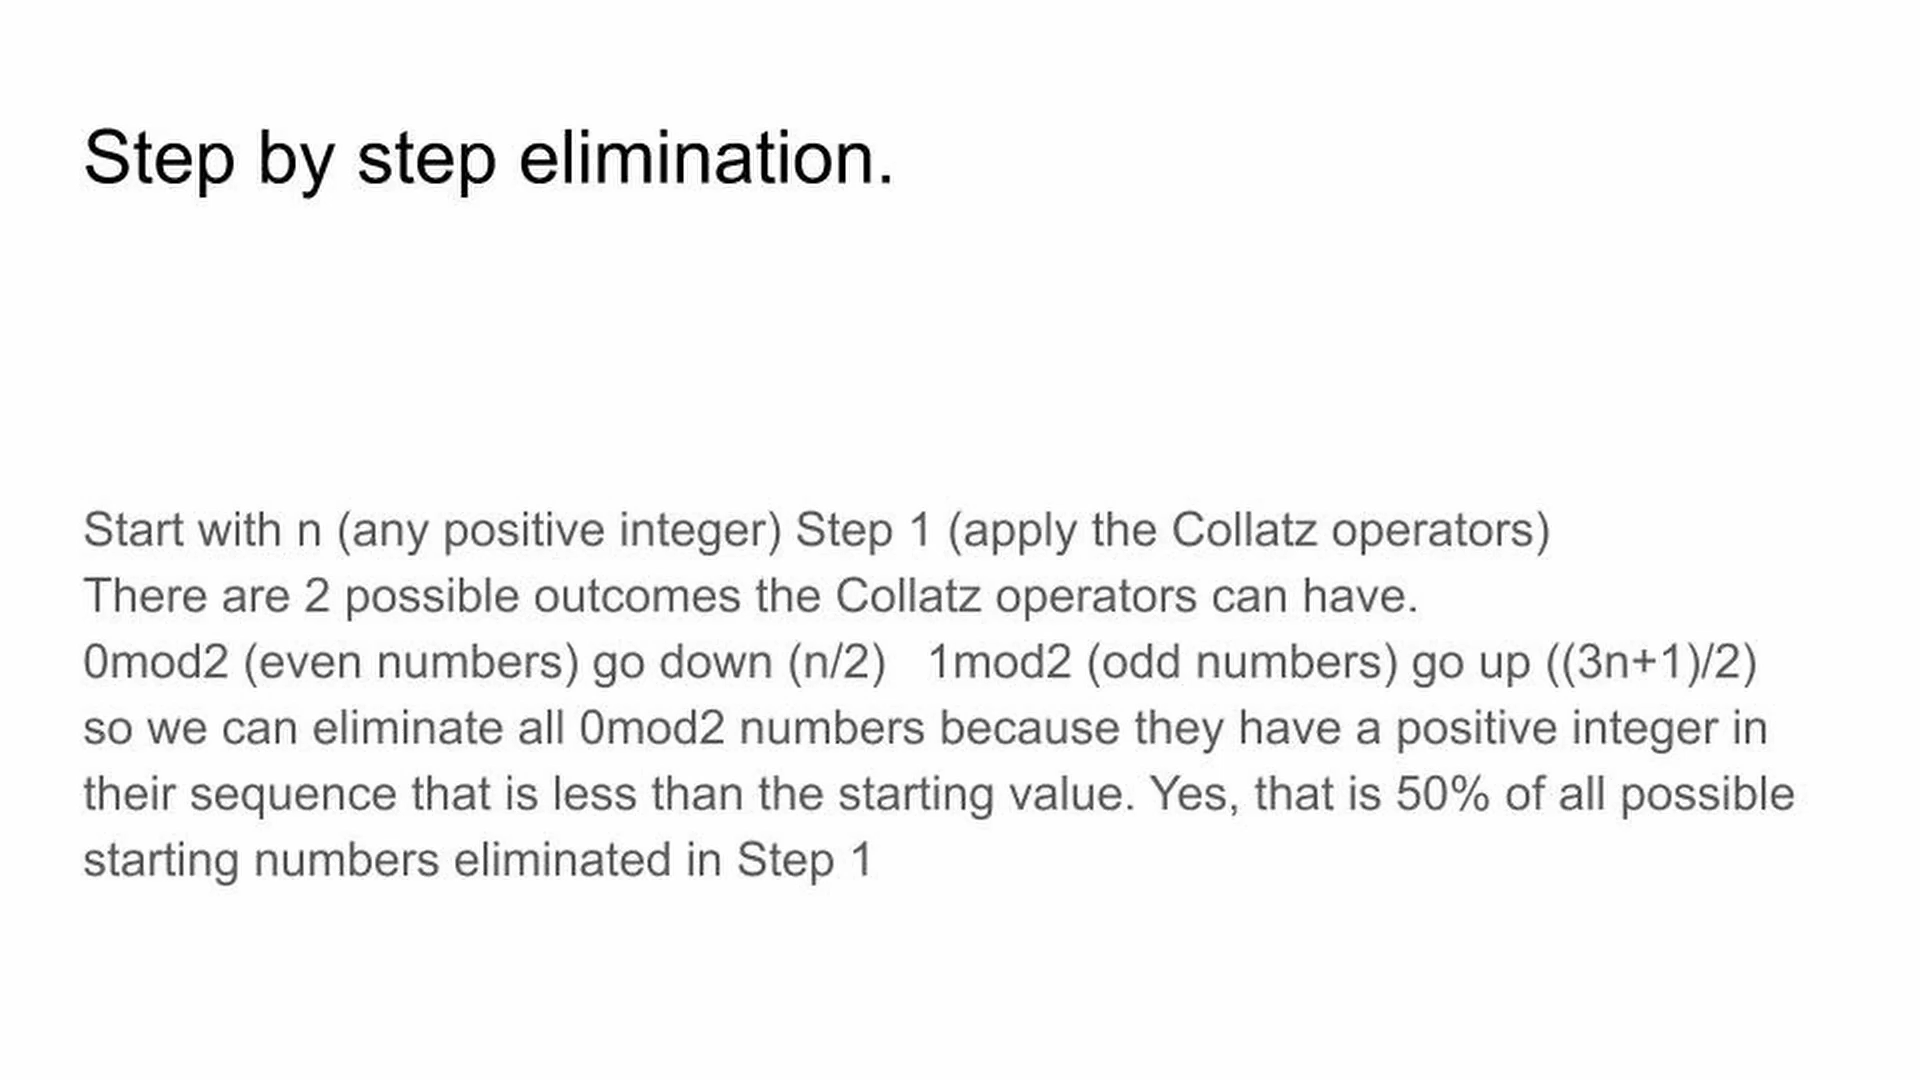 Step by step elimination.
Start with n (any positive integer) Step 1 (apply the Collatz operators)
There are 2 possible outcomes the Collatz operators can have.
0mod2 (even numbers) go down (n/2)   1mod2 (odd numbers) go up ((3n+1)/2)
so we can eliminate all 0mod2 numbers because they have a positive integer in
their sequence that is less than the starting value. Yes, that is 50% of all possible
starting numbers eliminated in Step 1